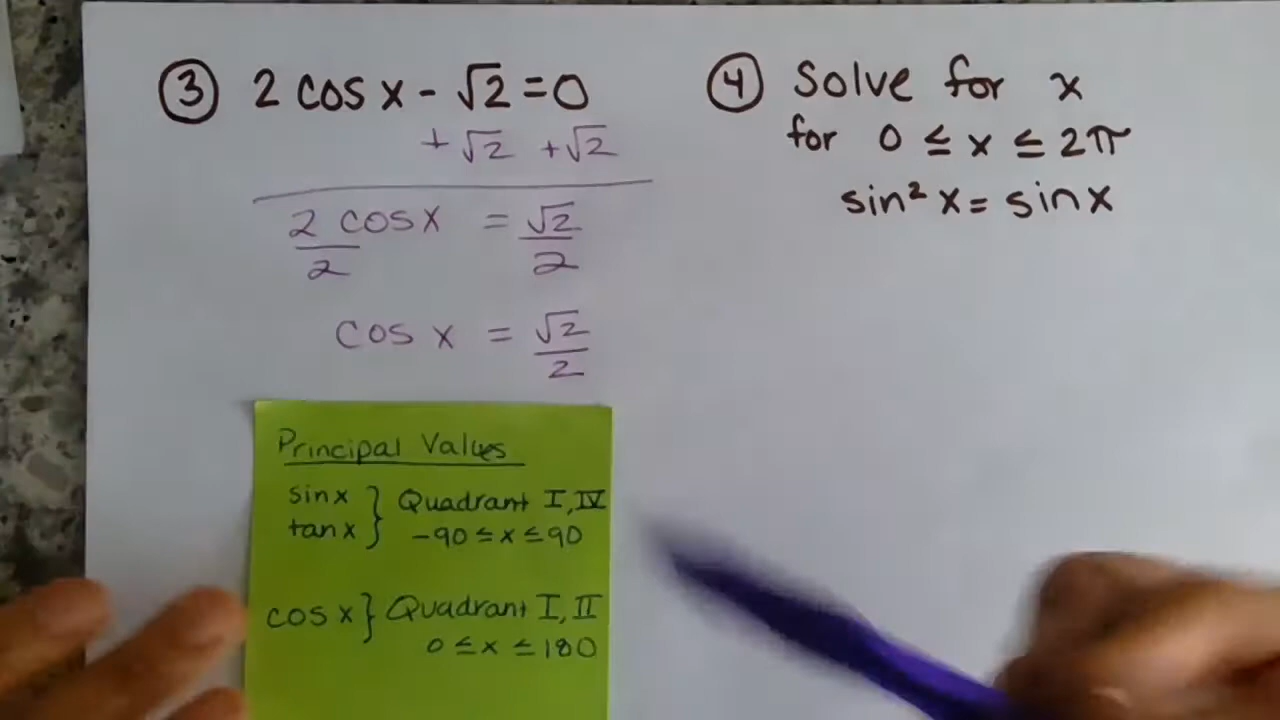 ③ 2 cos x - √2 = 0
+ √2 + √2
2 cos x / 2 = √2 / 2
cos x = √2 / 2
Principal Values
sin x
tan x } Quadrant I, IV
-90 ≤ x ≤ 90
cos x } Quadrant I, II
0 ≤ x ≤ 180
④ Solve for x
for 0 ≤ x ≤ 2π
sin² x = sin x